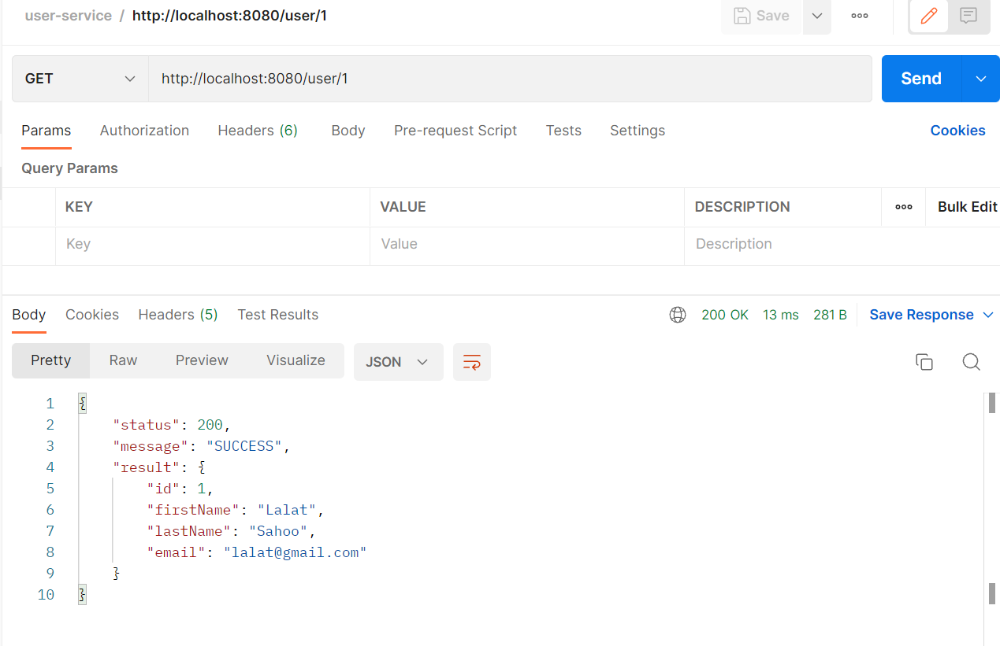 user-service / http://localhost:8080/user/1 Save
GET http://localhost:8080/user/1 Send
Params Authorization Headers (6) Body Pre-request Script Tests Settings Cookies
Query Params
KEY VALUE DESCRIPTION Bulk Edit
Key Value Description
Body Cookies Headers (5) Test Results 200 OK 13 ms 281 B Save Response
Pretty Raw Preview Visualize JSON
1 {
2 "status": 200,
3 "message": "SUCCESS",
4 "result": {
5 "id": 1,
6 "firstName": "Lalat",
7 "lastName": "Sahoo",
8 "email": "lalat@gmail.com"
9 }
10 }